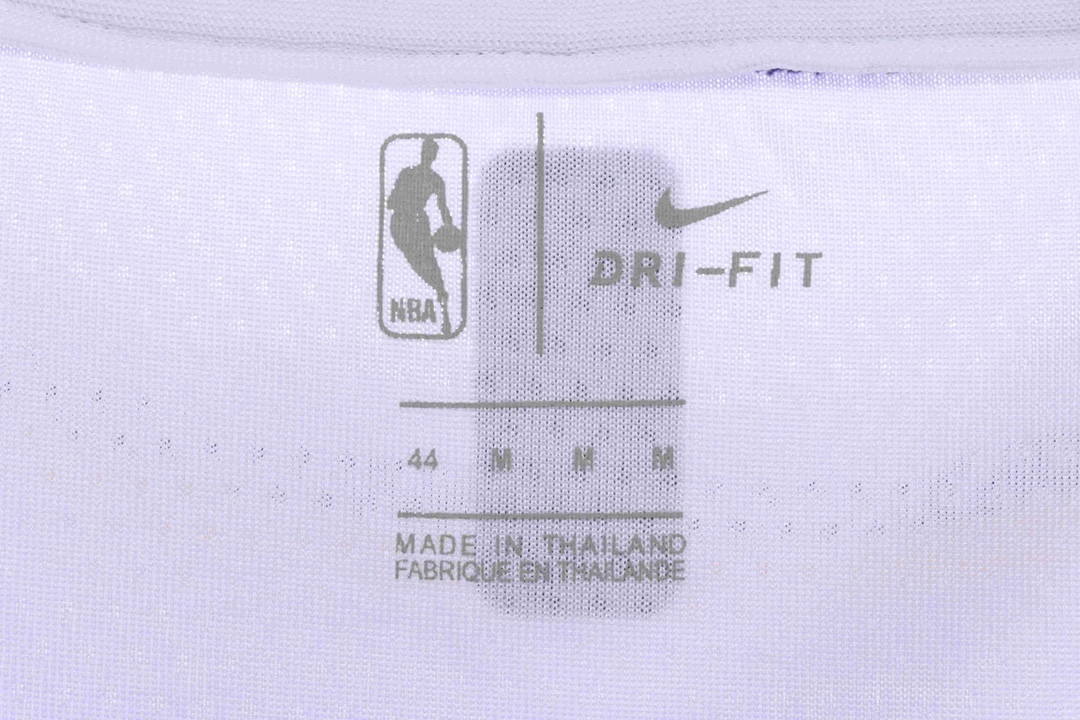 NBA
DRI-FIT
44 M M M
MADE IN THAILAND
FABRIQUE EN THAILANDE